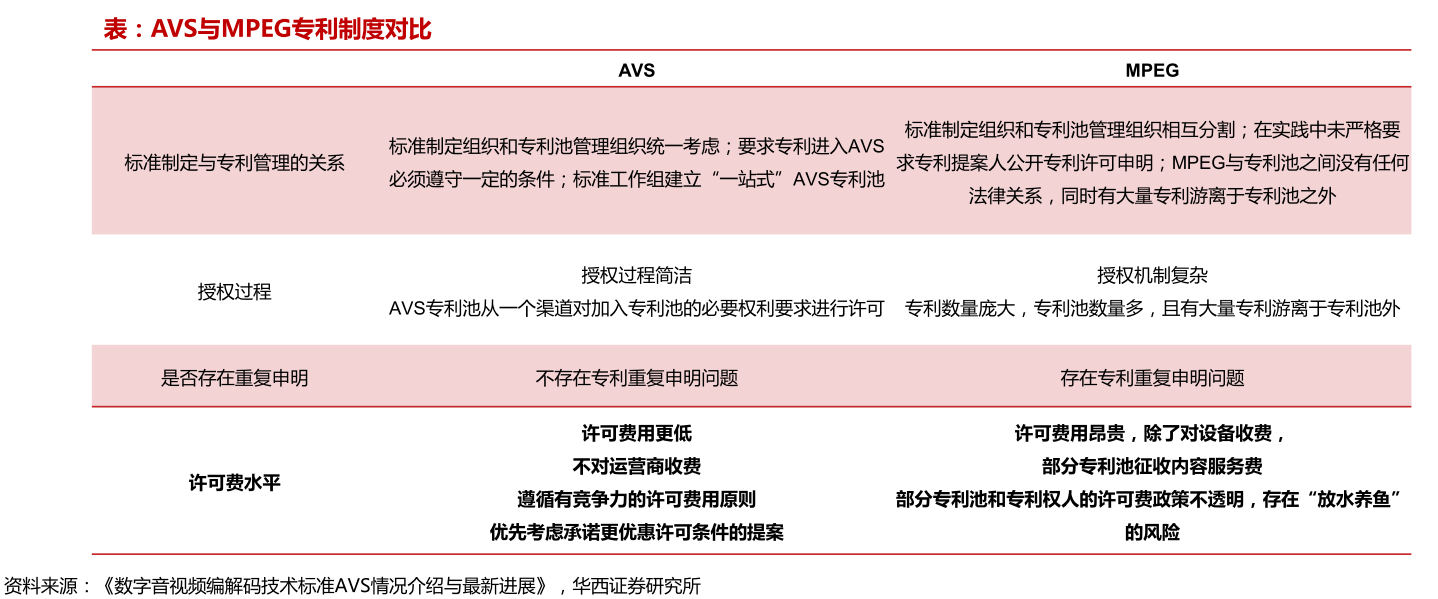 表：AVS与MPEG专利制度对比
AVS
MPEG
标准制定与专利管理的关系
标准制定组织和专利池管理组织统一考虑；要求专利进入AVS
必须遵守一定的条件；标准工作组建立“一站式”AVS专利池
标准制定组织和专利池管理组织相互分割；在实践中未严格要
求专利提案人公开专利许可申明；MPEG与专利池之间没有任何
法律关系，同时有大量专利游离于专利池之外
授权过程
授权过程简洁
AVS专利池从一个渠道对加入专利池的必要权利要求进行许可
授权机制复杂
专利数量庞大，专利池数量多，且有大量专利游离于专利池外
是否存在重复申明
不存在专利重复申明问题
存在专利重复申明问题
许可费水平
许可费用更低
不对运营商收费
遵循有竞争力的许可费用原则
优先考虑承诺更优惠许可条件的提案
许可费用昂贵，除了对设备收费，
部分专利池征收内容服务费
部分专利池和专利权人的许可费政策不透明，存在“放水养鱼”
的风险
资料来源：《数字音视频编解码技术标准AVS情况介绍与最新进展》，华西证券研究所